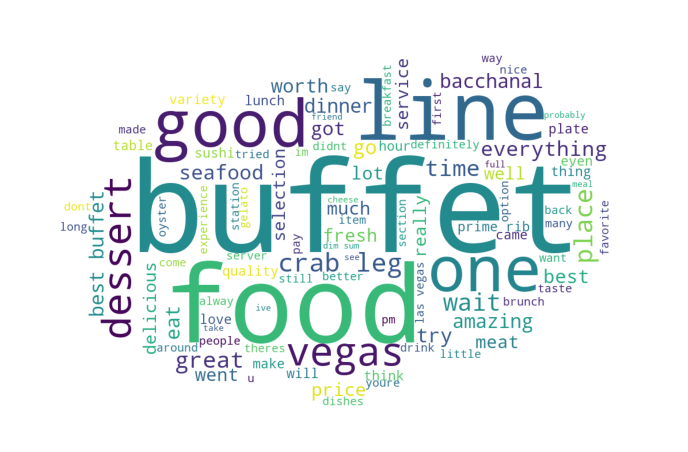 way
nice
worth
say
breakfast
service
bacchanal
variety
lunch
dinner
line
first
probably
good
friend
made
got
plate
table
sushi
tried
im
didnt
go
hour
definitely
everything
seafood
selection
lot
time
well
even
thing
buffet
dont
long
best buffet
dessert
oyster
experience
station
gelato
much
item
cheese
fresh
section
really
prime rib
option
full
came
back
meal
many
place
favorite
delicious
come
server
pay
dim sum
crab leg
see
one
want
best
taste
quality
still
better
las vegas
eat
food
alway
ive
wait
brunch
love
take
pm
amazing
around
people
theres
vegas
drink
try
little
meat
great
went
make
u
will
think
youre
price
dishes